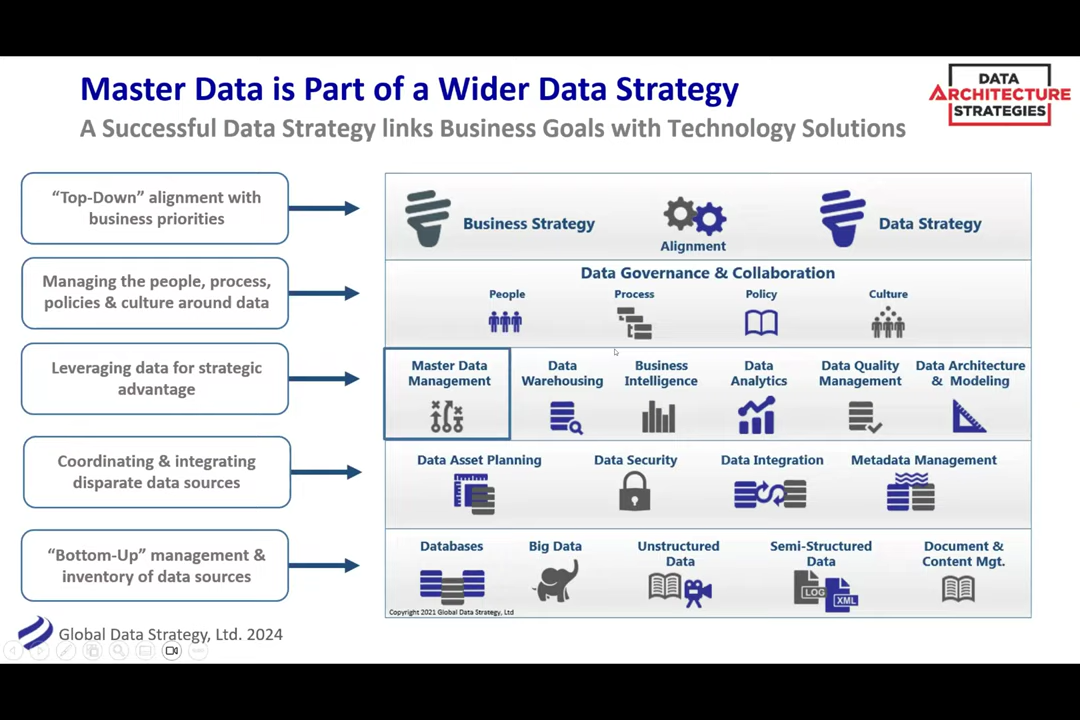 Master Data is Part of a Wider Data Strategy
A Successful Data Strategy links Business Goals with Technology Solutions
DATA
ARCHITECTURE
STRATEGIES
“Top-Down” alignment with
business priorities
Business Strategy
Alignment
Data Strategy
Managing the people, process,
policies & culture around data
Data Governance & Collaboration
People
Process
Policy
Culture
Leveraging data for strategic
advantage
Master Data
Management
Data
Warehousing
Business
Intelligence
Data
Analytics
Data Quality
Management
Data Architecture
& Modeling
Coordinating & integrating
disparate data sources
Data Asset Planning
Data Security
Data Integration
Metadata Management
“Bottom-Up” management &
inventory of data sources
Databases
Big Data
Unstructured
Data
Semi-Structured
Data
LOG
XML
Document &
Content Mgt.
Copyright 2021 Global Data Strategy, Ltd
Global Data Strategy, Ltd. 2024